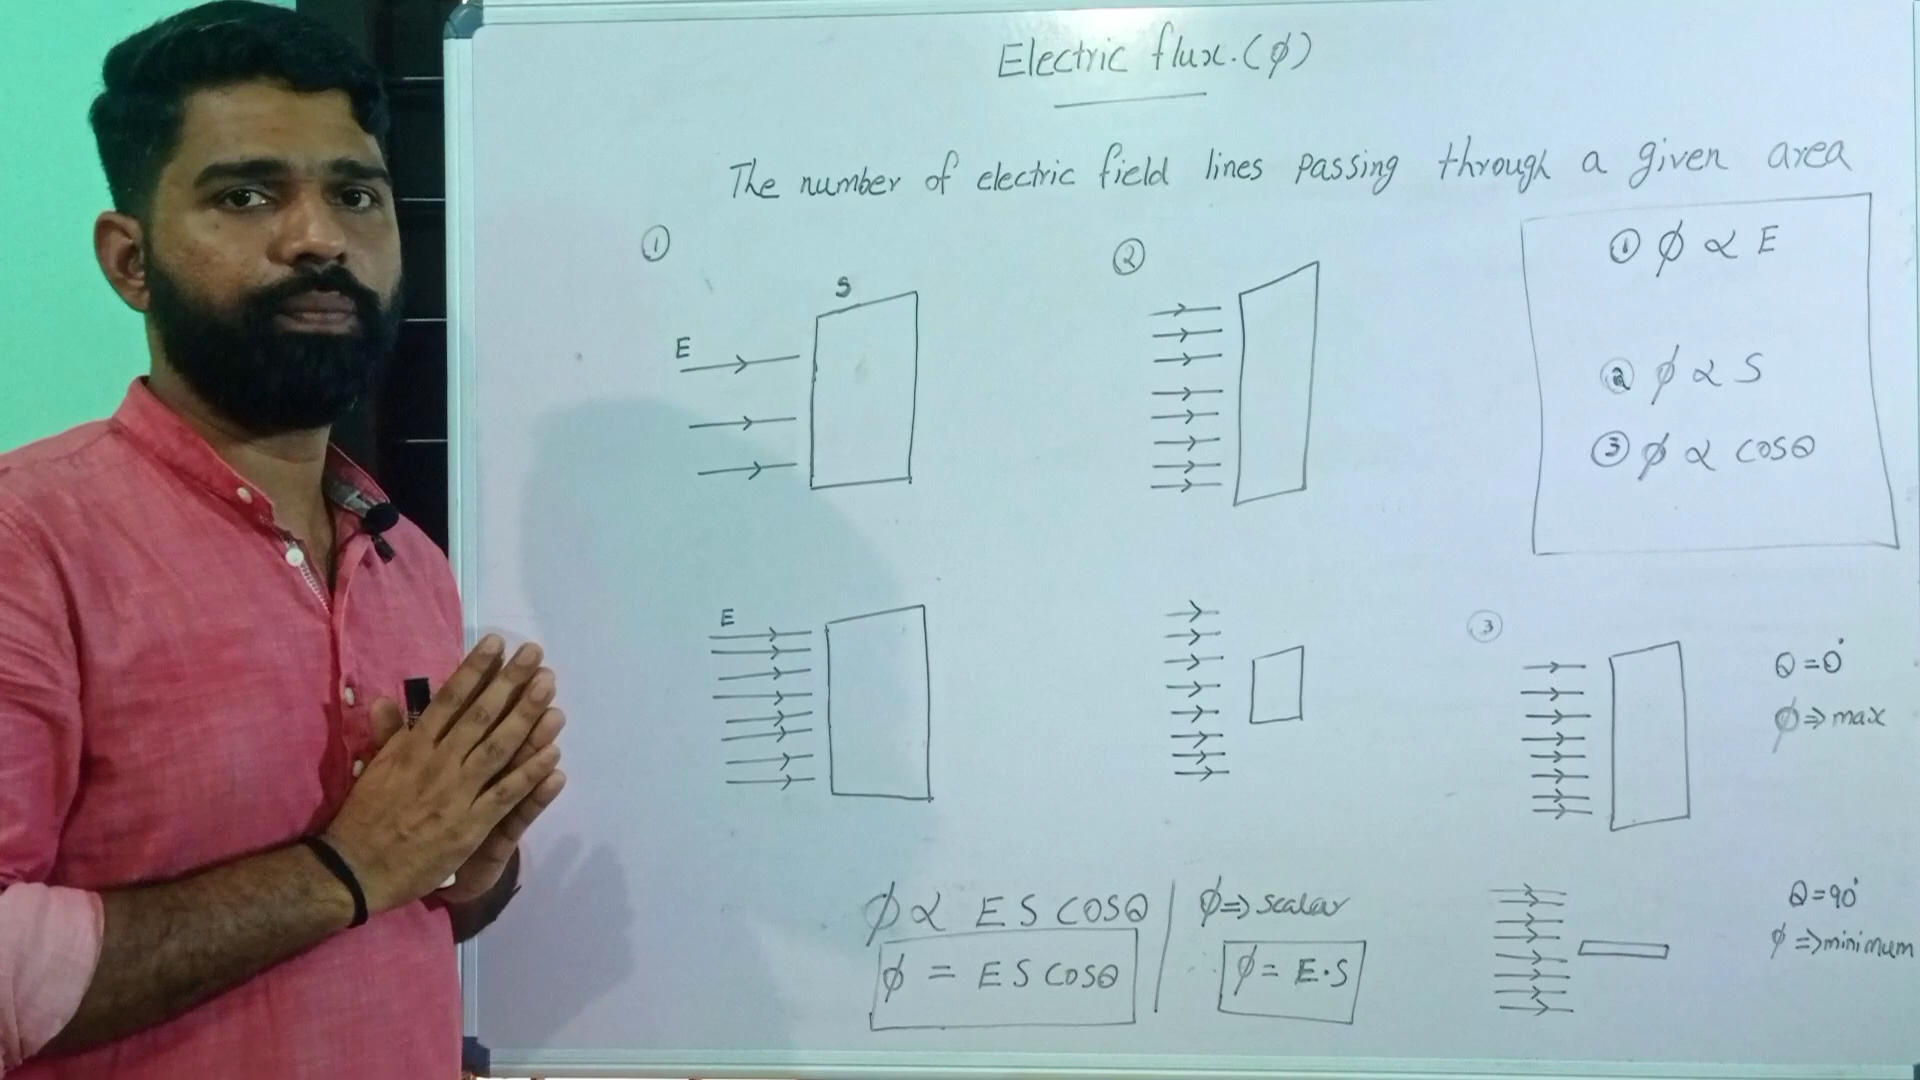 Electric flux. (ϕ)
The number of electric field lines passing through a given area
①
S
E
②
① ϕ ∝ E
② ϕ ∝ S
③ ϕ ∝ cosθ
E
③
θ = 0°
ϕ ⇒ max
θ = 90°
ϕ ⇒ minimum
ϕ ∝ E S cosθ
ϕ = E S cosθ
ϕ ⇒ scalar
ϕ = E·S